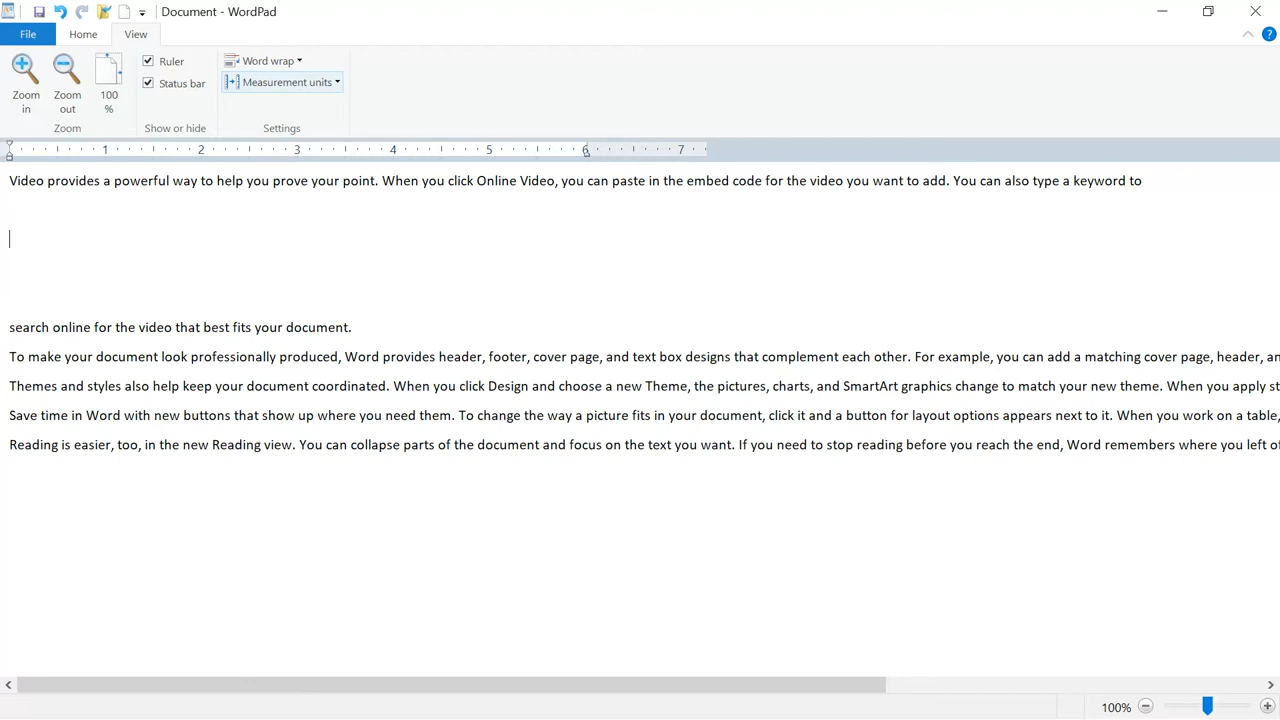 Document - WordPad
File Home View
Zoom in
Zoom out
100 %
Zoom
Ruler
Status bar
Show or hide
Word wrap
Measurement units
Settings
1 2 3 4 5 6 7
Video provides a powerful way to help you prove your point. When you click Online Video, you can paste in the embed code for the video you want to add. You can also type a keyword to
search online for the video that best fits your document.
To make your document look professionally produced, Word provides header, footer, cover page, and text box designs that complement each other. For example, you can add a matching cover page, header, an
Themes and styles also help keep your document coordinated. When you click Design and choose a new Theme, the pictures, charts, and SmartArt graphics change to match your new theme. When you apply st
Save time in Word with new buttons that show up where you need them. To change the way a picture fits in your document, click it and a button for layout options appears next to it. When you work on a table,
Reading is easier, too, in the new Reading view. You can collapse parts of the document and focus on the text you want. If you need to stop reading before you reach the end, Word remembers where you left of
100%